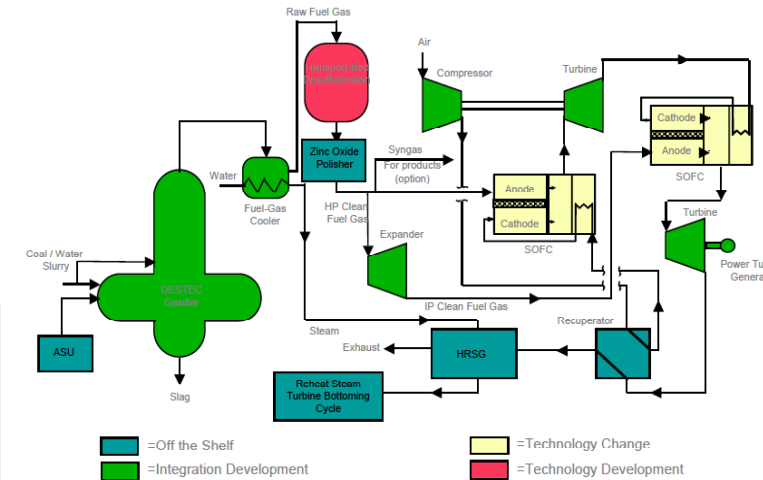 Raw Fuel Gas
Air
Compressor
Turbine
Transport-Bed
Desulfurization
Cathode
Anode
SOFC
Zinc Oxide
Polisher
Syngas
For products
(option)
Water
Fuel-Gas
Cooler
HP Clean
Fuel Gas
Anode
Cathode
SOFC
Turbine
Expander
Coal / Water
Slurry
DESTEC
Gasifier
IP Clean Fuel Gas
Recuperator
Steam
ASU
Exhaust
HRSG
Slag
Reheat Steam
Turbine Bottoming
Cycle
=Off the Shelf
=Technology Change
=Integration Development
=Technology Development